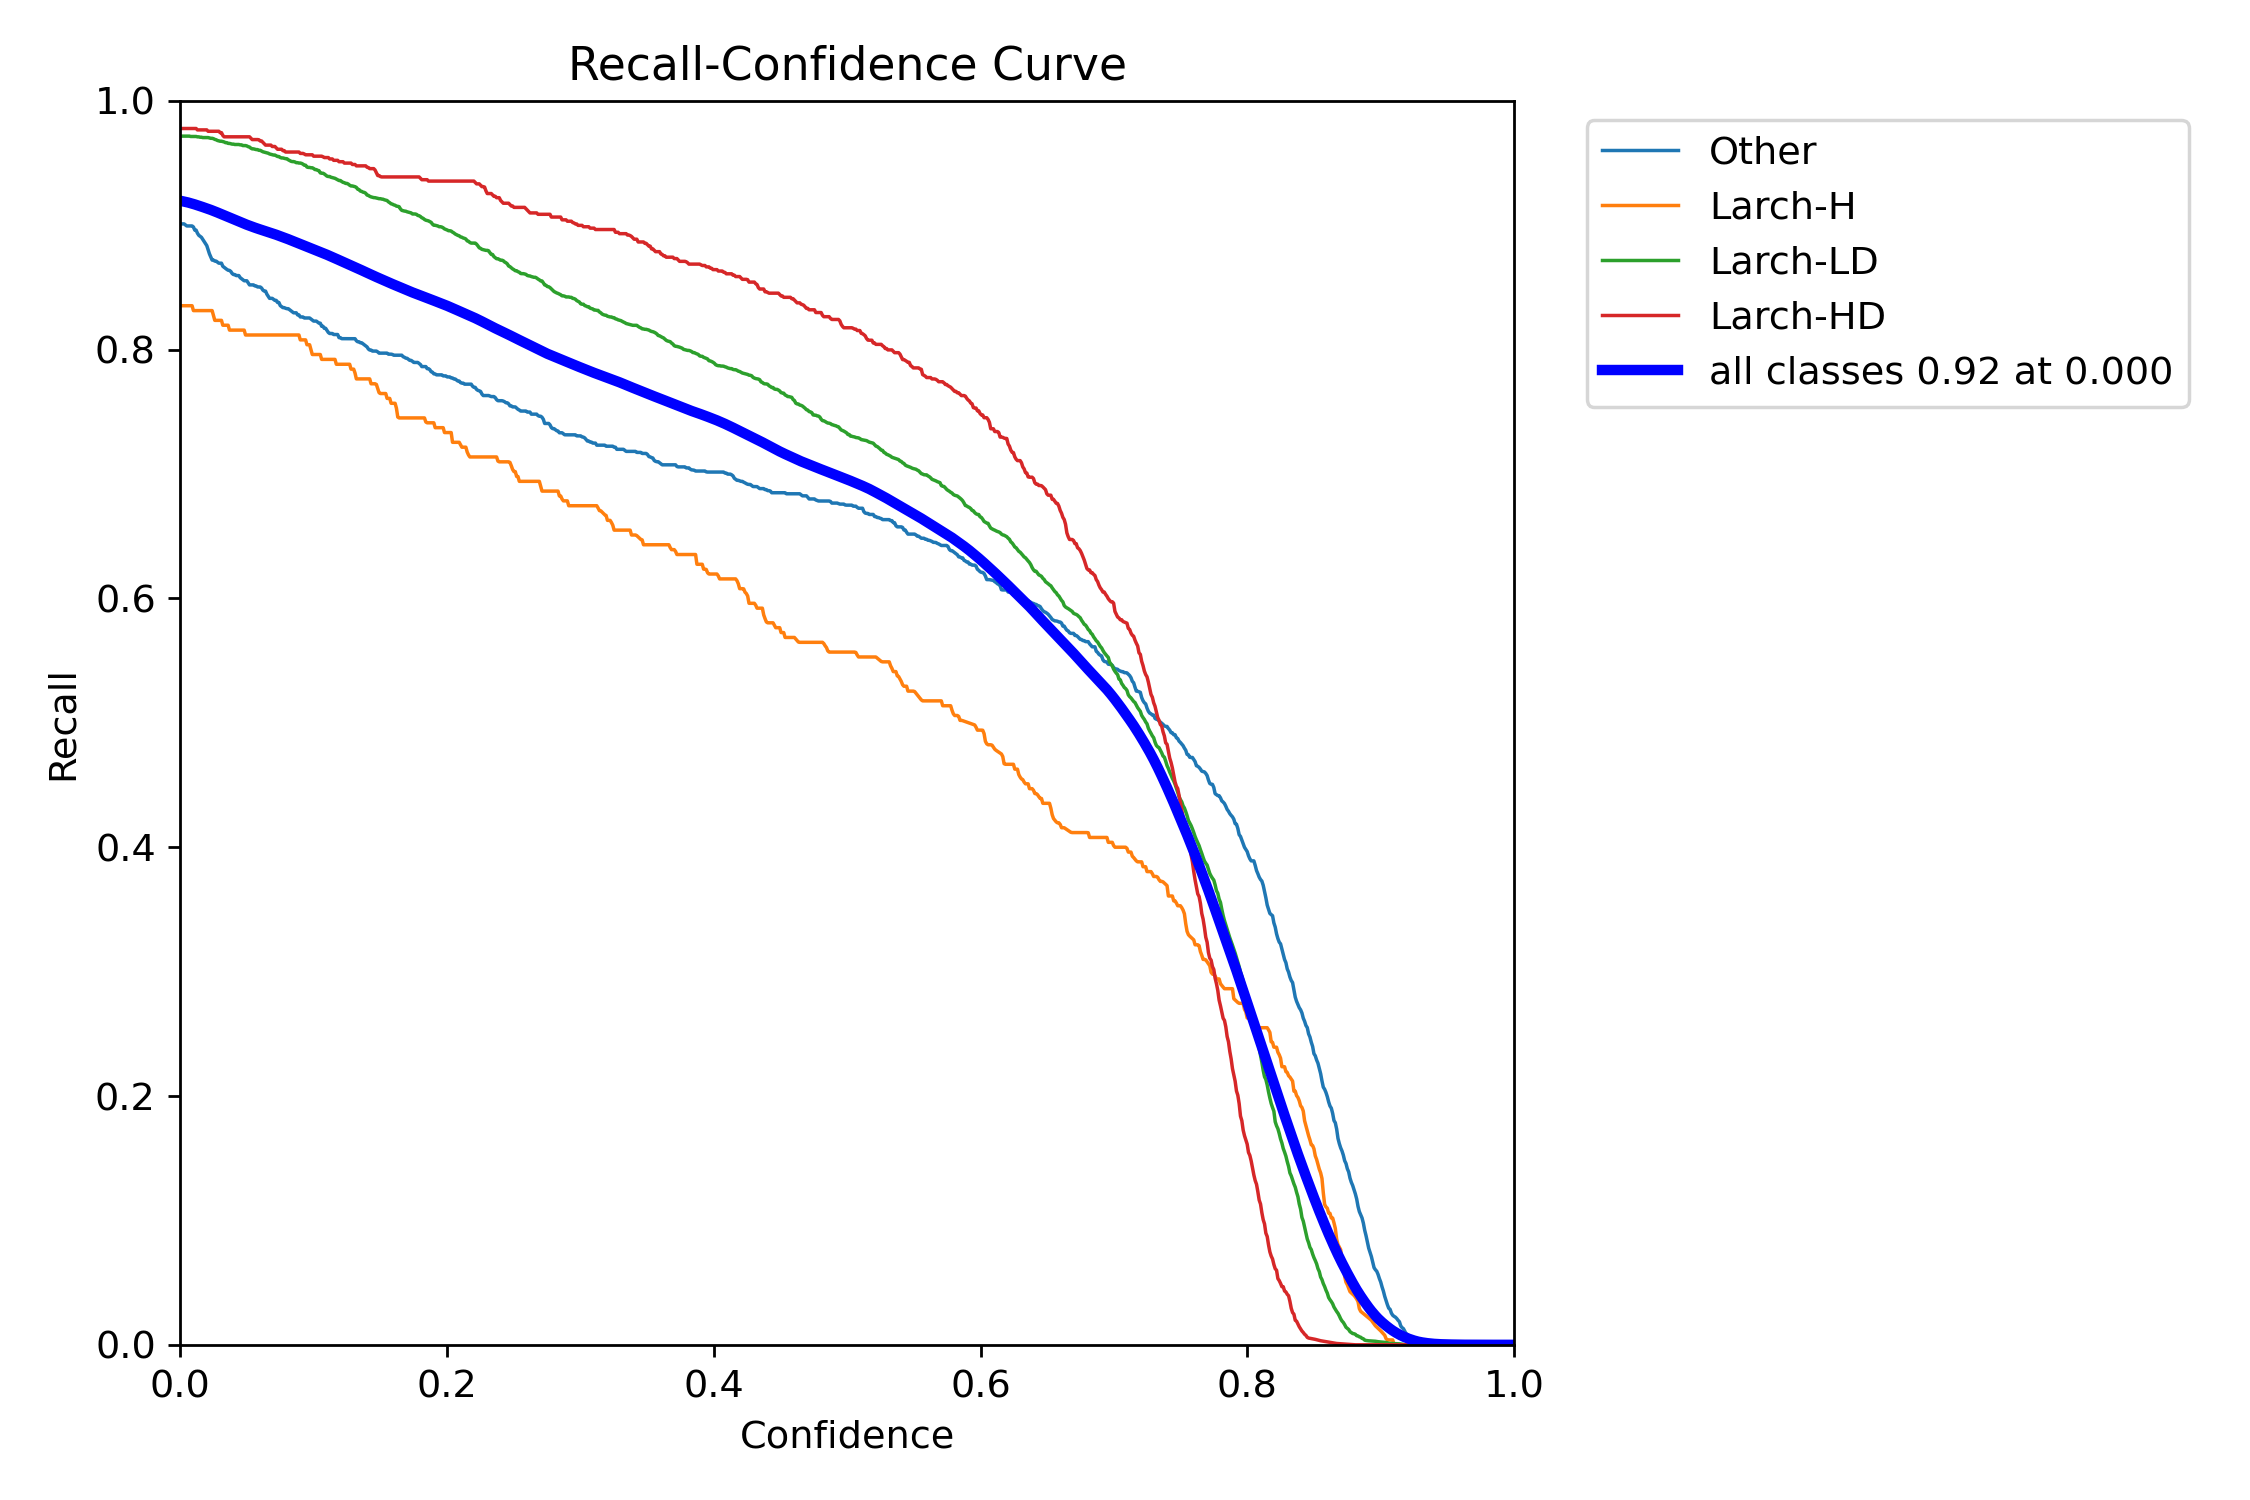 Recall-Confidence Curve
1.0
0.8
0.6
0.4
0.2
0.0
Recall
0.0 0.2 0.4 0.6 0.8 1.0
Confidence
Other
Larch-H
Larch-LD
Larch-HD
all classes 0.92 at 0.000